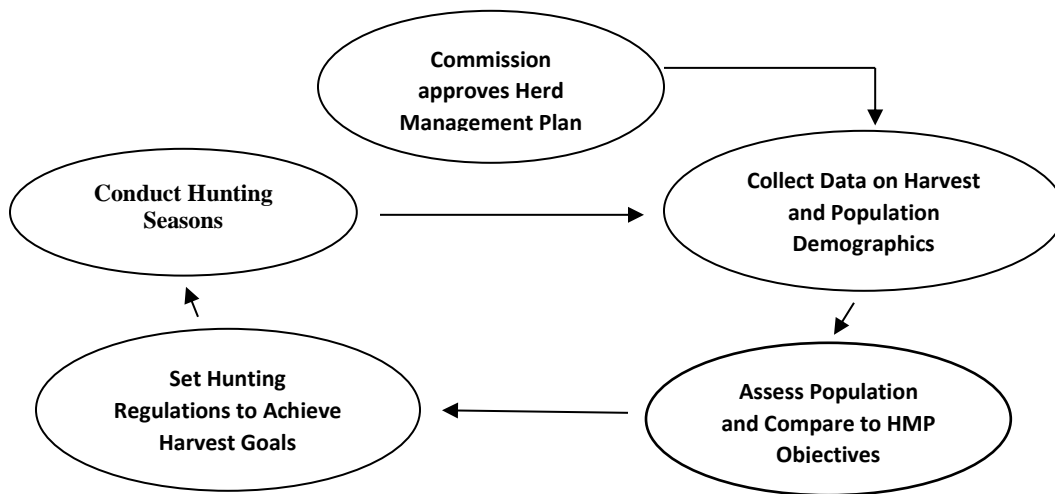 Commission
approves Herd
Management Plan
Conduct Hunting
Seasons
Collect Data on Harvest
and Population
Demographics
Set Hunting
Regulations to Achieve
Harvest Goals
Assess Population
and Compare to HMP
Objectives